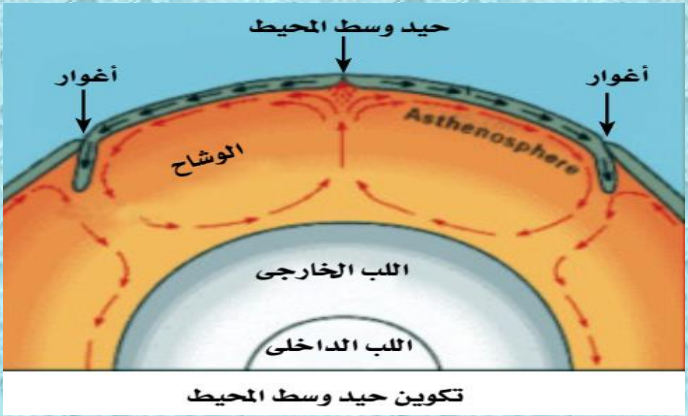 حيد وسط المحيط
أغوار
أغوار
Asthenosphere
الوشاح
اللب الخارجى
اللب الداخلى
تكوين حيد وسط المحيط